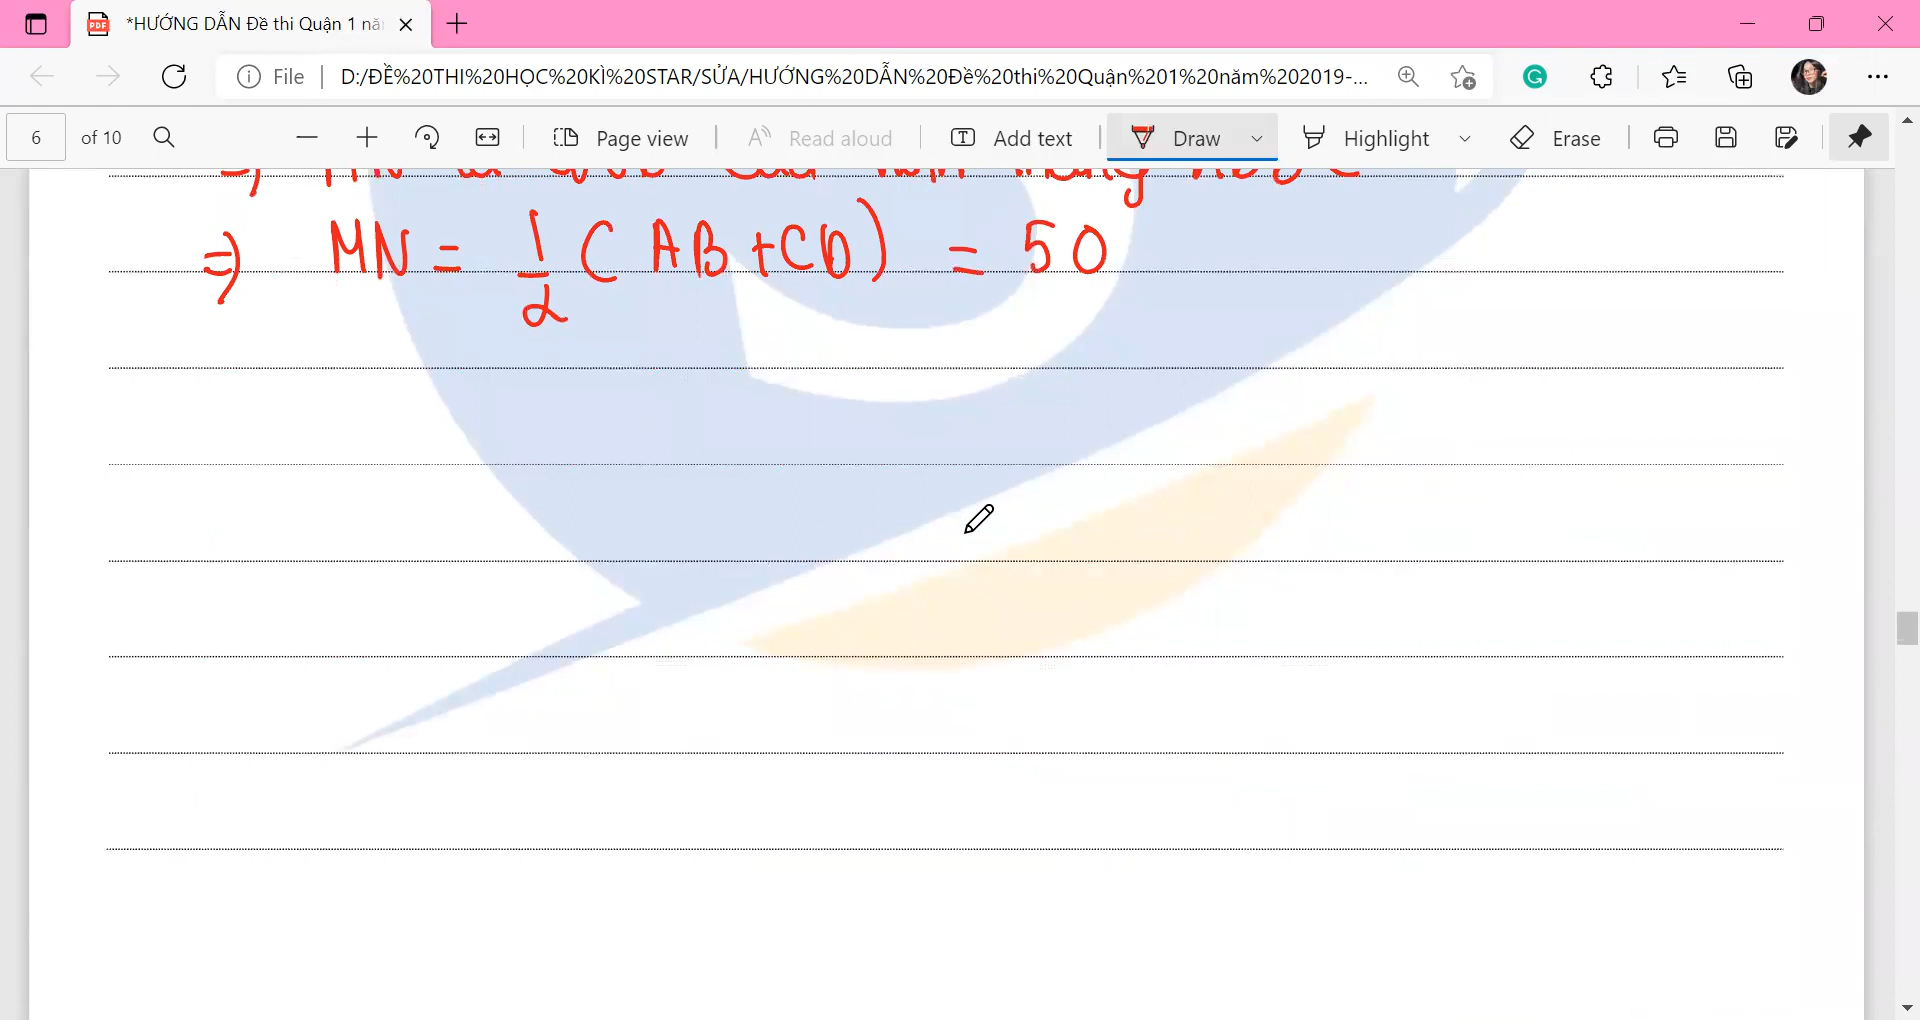 *HƯỚNG DẪN Đề thi Quận 1 nă
File D:/ĐỀ%20THI%20HỌC%20KÌ%20STAR/SỬA/HƯỚNG%20DẪN%20Đề%20thi%20Quận%201%20năm%202019-...
6 of 10 Page view Read aloud Add text Draw Highlight Erase
⇒ MN = 1/2 (AB+CD) = 50